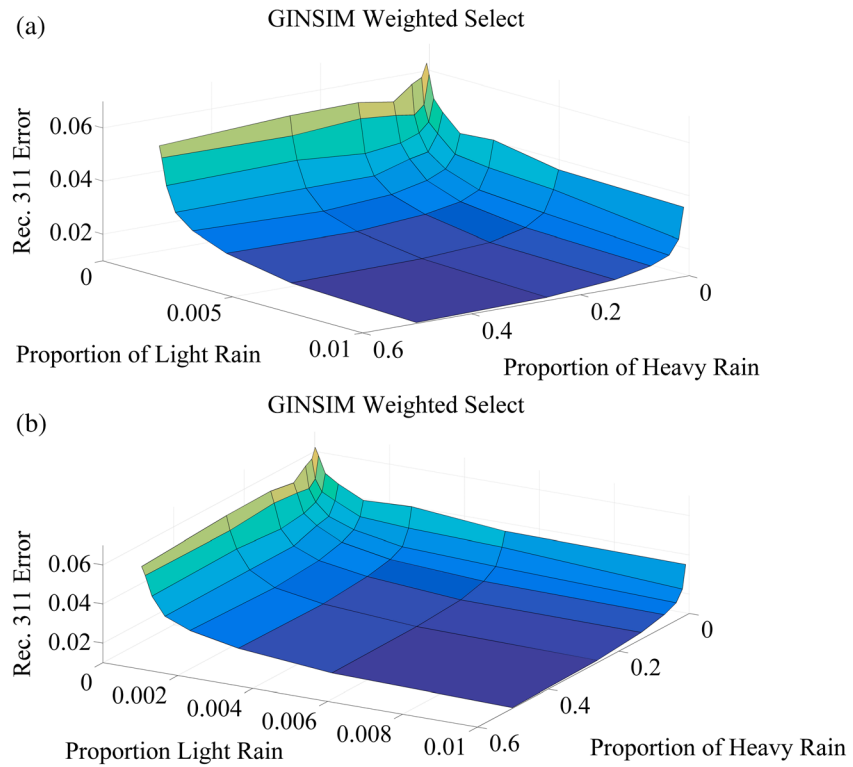 (a)
GINSIM Weighted Select
0.06
0.04
0.02
Rec. 311 Error
0
0.005
0.01
Proportion of Light Rain
0.6
0.4
0.2
0
Proportion of Heavy Rain
(b)
GINSIM Weighted Select
0.06
0.04
0.02
Rec. 311 Error
0
0.002
0.004
0.006
0.008
0.01
Proportion Light Rain
0.6
0.4
0.2
0
Proportion of Heavy Rain